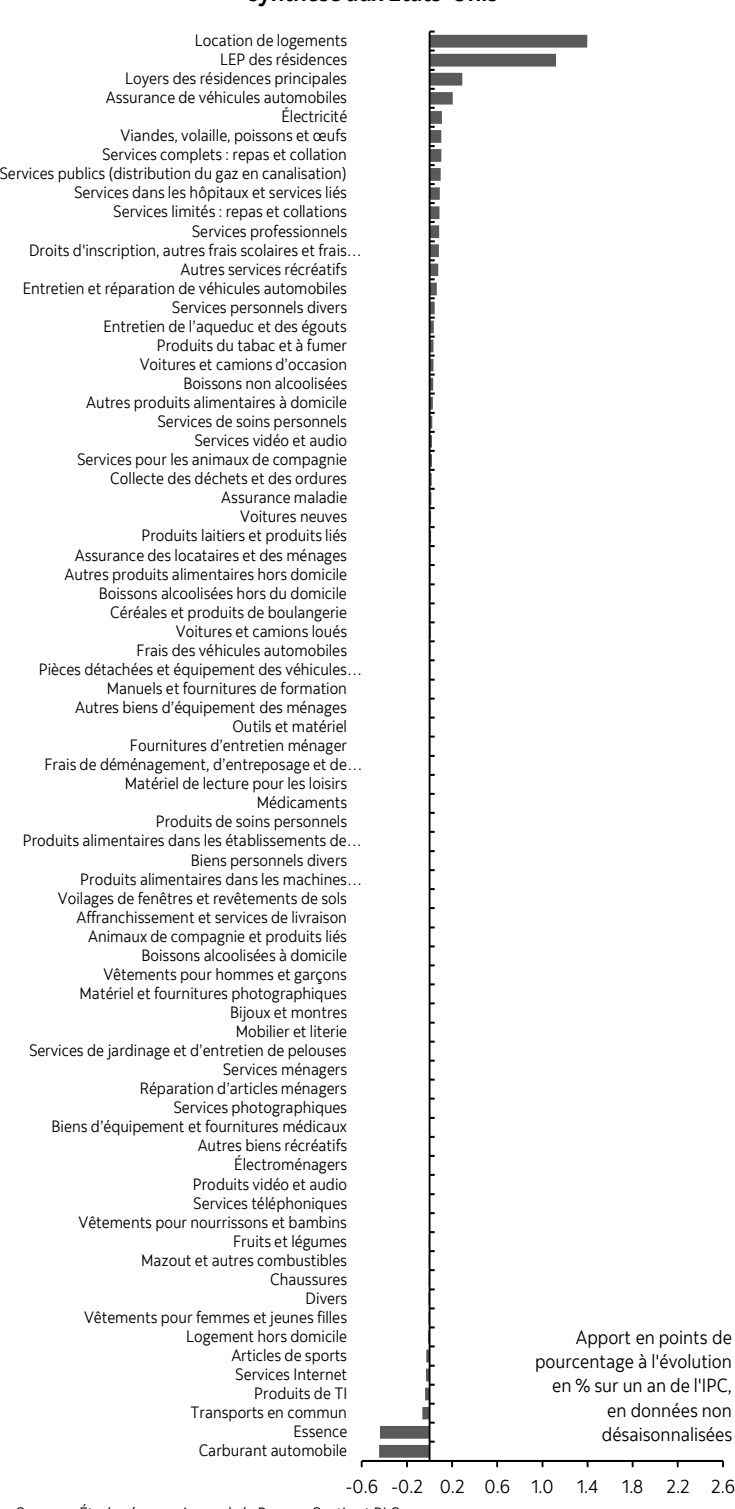 synthèse aux États-Unis
Location de logements
LEP des résidences
Loyers des résidences principales
Assurance de véhicules automobiles
Électricité
Viandes, volaille, poissons et œufs
Services complets : repas et collation
Services publics (distribution du gaz en canalisation)
Services dans les hôpitaux et services liés
Services limités : repas et collations
Services professionnels
Droits d'inscription, autres frais scolaires et frais…
Autres services récréatifs
Entretien et réparation de véhicules automobiles
Services personnels divers
Entretien de l’aqueduc et des égouts
Produits du tabac et à fumer
Voitures et camions d’occasion
Boissons non alcoolisées
Autres produits alimentaires à domicile
Services de soins personnels
Services vidéo et audio
Services pour les animaux de compagnie
Collecte des déchets et des ordures
Assurance maladie
Voitures neuves
Produits laitiers et produits liés
Assurance des locataires et des ménages
Autres produits alimentaires hors domicile
Boissons alcoolisées hors du domicile
Céréales et produits de boulangerie
Voitures et camions loués
Frais des véhicules automobiles
Pièces détachées et équipement des véhicules…
Manuels et fournitures de formation
Autres biens d’équipement des ménages
Outils et matériel
Fournitures d’entretien ménager
Frais de déménagement, d’entreposage et de…
Matériel de lecture pour les loisirs
Médicaments
Produits de soins personnels
Produits alimentaires dans les établissements de…
Biens personnels divers
Produits alimentaires dans les machines…
Voilages de fenêtres et revêtements de sols
Affranchissement et services de livraison
Animaux de compagnie et produits liés
Boissons alcoolisées à domicile
Vêtements pour hommes et garçons
Matériel et fournitures photographiques
Bijoux et montres
Mobilier et literie
Services de jardinage et d’entretien de pelouses
Services ménagers
Réparation d’articles ménagers
Services photographiques
Biens d’équipement et fournitures médicaux
Autres biens récréatifs
Électroménagers
Produits vidéo et audio
Services téléphoniques
Vêtements pour nourrissons et bambins
Fruits et légumes
Mazout et autres combustibles
Chaussures
Divers
Vêtements pour femmes et jeunes filles
Logement hors domicile
Articles de sports
Services Internet
Produits de TI
Transports en commun
Essence
Carburant automobile
Apport en points de
pourcentage à l'évolution
en % sur un an de l'IPC,
en données non
désaisonnalisées
-0.6 -0.2 0.2 0.6 1.0 1.4 1.8 2.2 2.6